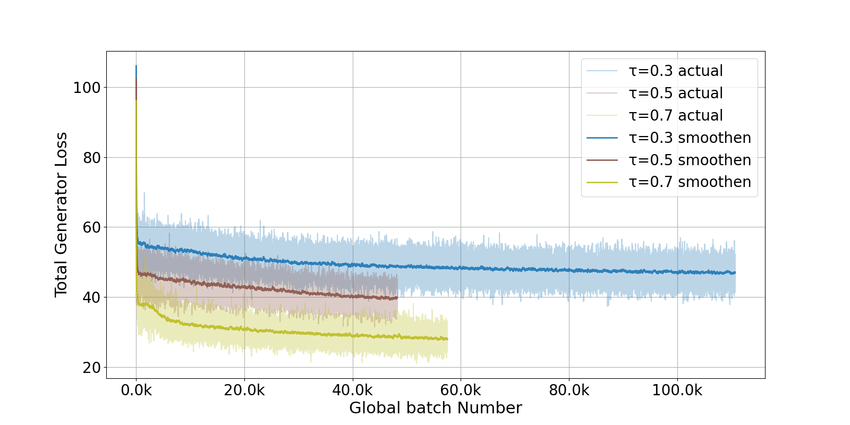 τ=0.3 actual
τ=0.5 actual
τ=0.7 actual
τ=0.3 smoothen
τ=0.5 smoothen
τ=0.7 smoothen
Total Generator Loss
100
80
60
40
20
0.0k 20.0k 40.0k 60.0k 80.0k 100.0k
Global batch Number